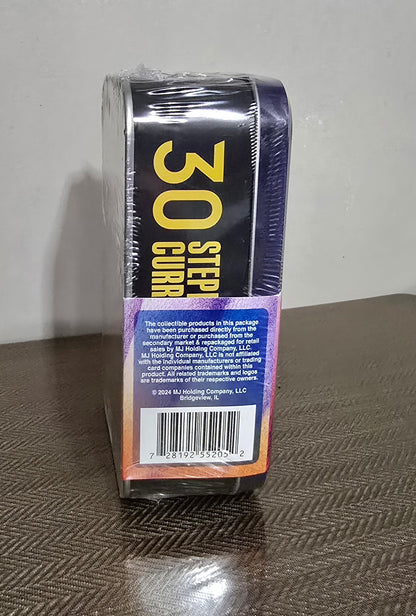 30
STEP
CURR
The collectible products in this package
have been purchased directly from the
manufacturer or purchased from the
secondary market & repackaged for retail
sales by MJ Holding Company, LLC.
MJ Holding Company, LLC is not affiliated
with the individual manufacturers or trading
card companies contained within this
product. All related trademarks and logos
are trademarks of their respective owners.
© 2024 MJ Holding Company, LLC
Bridgeview, IL
7 28192 55205 2